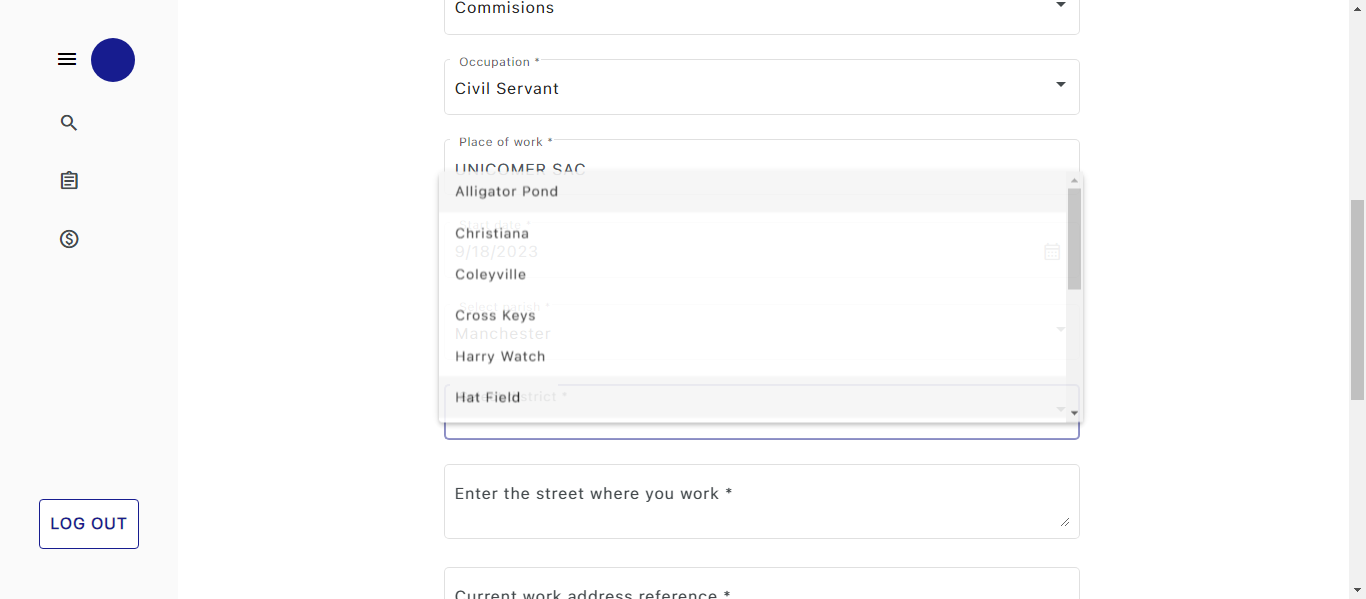 Commisions
Occupation *
Civil Servant
Place of work *
UNICOMER SAC
Alligator Pond
Start date *
Christiana
9/18/2023
Coleyville
Select parish *
Cross Keys
Manchester
Harry Watch
Hat Field
Enter the street where you work *
LOG OUT
Current work address reference *